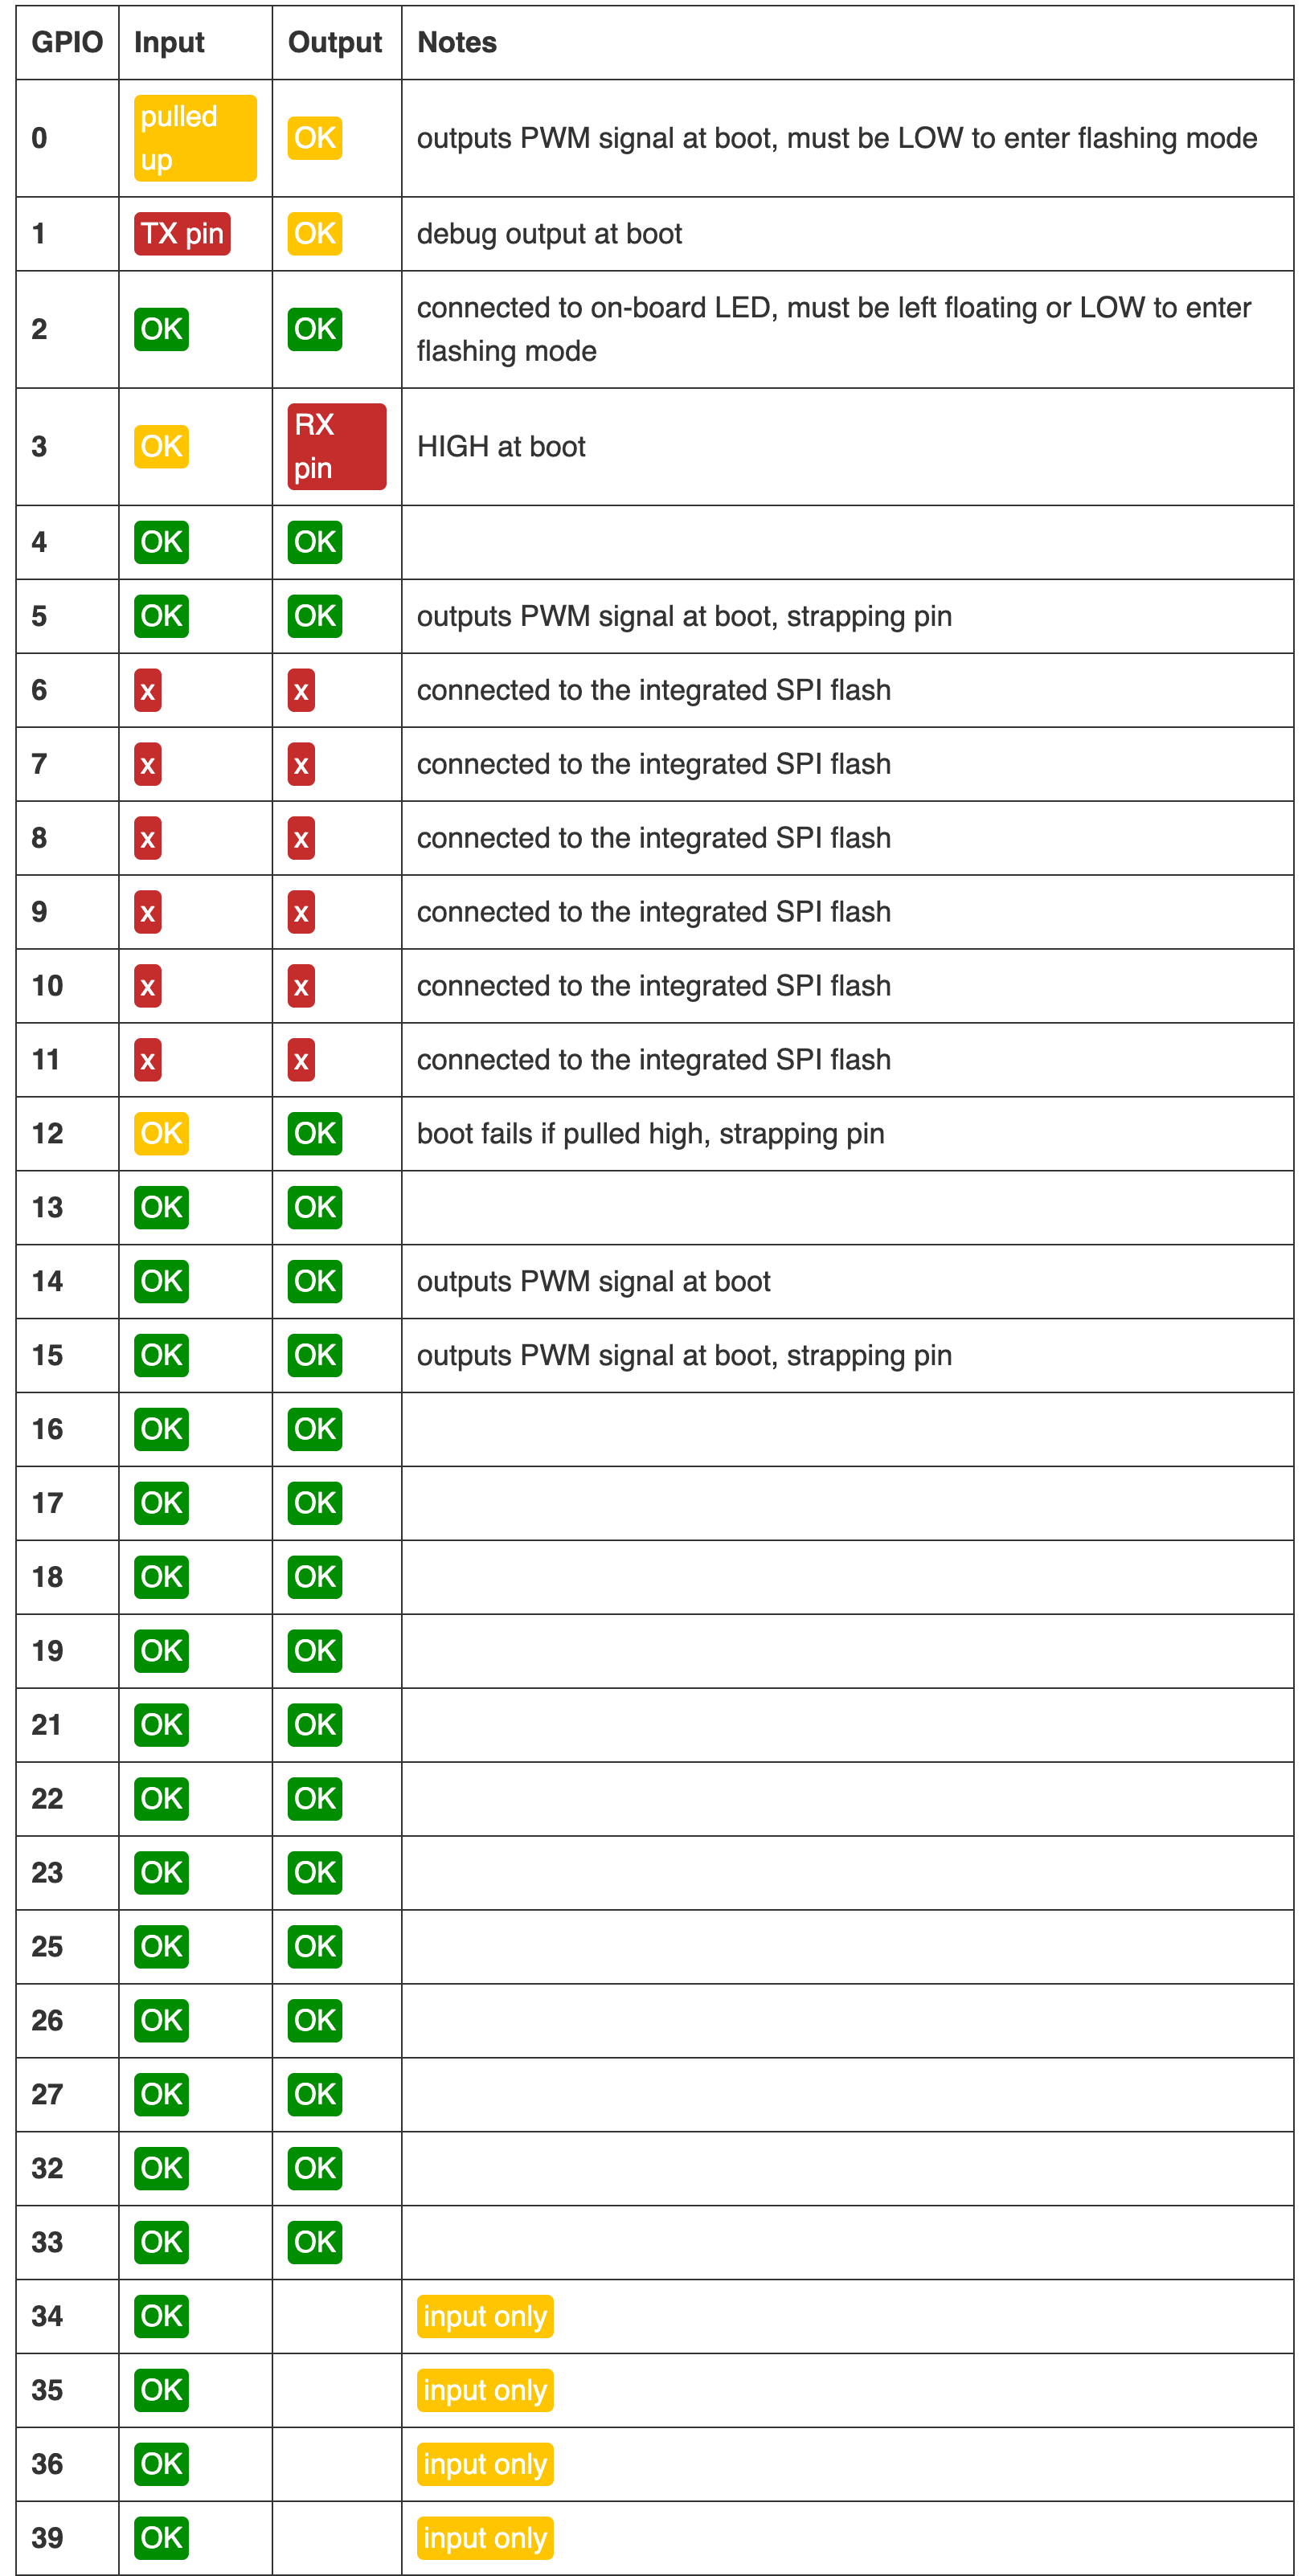 GPIO Input Output Notes
0 pulled up OK outputs PWM signal at boot, must be LOW to enter flashing mode
1 TX pin OK debug output at boot
2 OK OK connected to on-board LED, must be left floating or LOW to enter
flashing mode
3 OK RX pin HIGH at boot
4 OK OK
5 OK OK outputs PWM signal at boot, strapping pin
6 x x connected to the integrated SPI flash
7 x x connected to the integrated SPI flash
8 x x connected to the integrated SPI flash
9 x x connected to the integrated SPI flash
10 x x connected to the integrated SPI flash
11 x x connected to the integrated SPI flash
12 OK OK boot fails if pulled high, strapping pin
13 OK OK
14 OK OK outputs PWM signal at boot
15 OK OK outputs PWM signal at boot, strapping pin
16 OK OK
17 OK OK
18 OK OK
19 OK OK
21 OK OK
22 OK OK
23 OK OK
25 OK OK
26 OK OK
27 OK OK
32 OK OK
33 OK OK
34 OK input only
35 OK input only
36 OK input only
39 OK input only